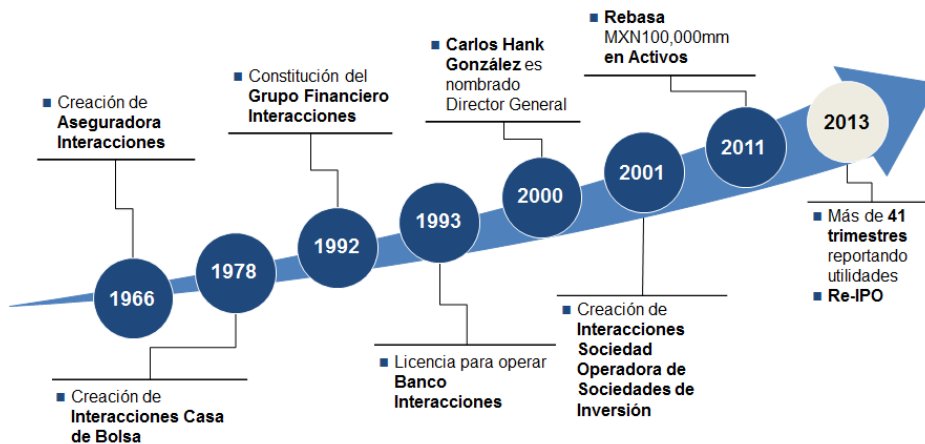 ■ Creación de
Aseguradora
Interacciones
■ Constitución del
Grupo Financiero
Interacciones
■ Carlos Hank
González es
nombrado
Director General
■ Rebasa
MXN100,000mm
en Activos
1966
1978
1992
1993
2000
2001
2011
2013
■ Creación de
Interacciones Casa
de Bolsa
■ Licencia para operar
Banco
Interacciones
■ Creación de
Interacciones
Sociedad
Operadora de
Sociedades de
Inversión
■ Más de 41
trimestres
reportando
utilidades
■ Re-IPO